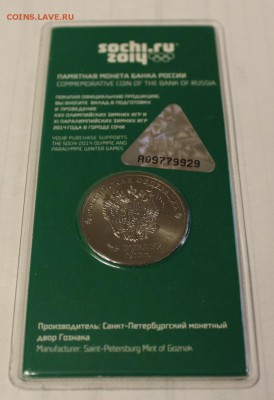 COINS.LAVE.RU
sochi.ru
2014
ПАМЯТНАЯ МОНЕТА БАНКА РОССИИ
COMMEMORATIVE COIN OF THE BANK OF RUSSIA
ПОКУПАЯ ОФИЦИАЛЬНУЮ ПРОДУКЦИЮ,
ВЫ ВНОСИТЕ ВКЛАД В ПОДГОТОВКУ
И ПРОВЕДЕНИЕ
XXII ОЛИМПИЙСКИХ ЗИМНИХ ИГР И
XI ПАРАЛИМПИЙСКИХ ЗИМНИХ ИГР
2014 ГОДА В ГОРОДЕ СОЧИ
YOUR PURCHASE SUPPORTS
THE SOCHI 2014 OLYMPIC AND
PARALYMPIC WINTER GAMES
A09779929
РОССИЙСКАЯ ФЕДЕРАЦИЯ
Производитель: Санкт-Петербургский монетный
двор Гознака
Manufacturer: Saint-Petersburg Mint of Goznak